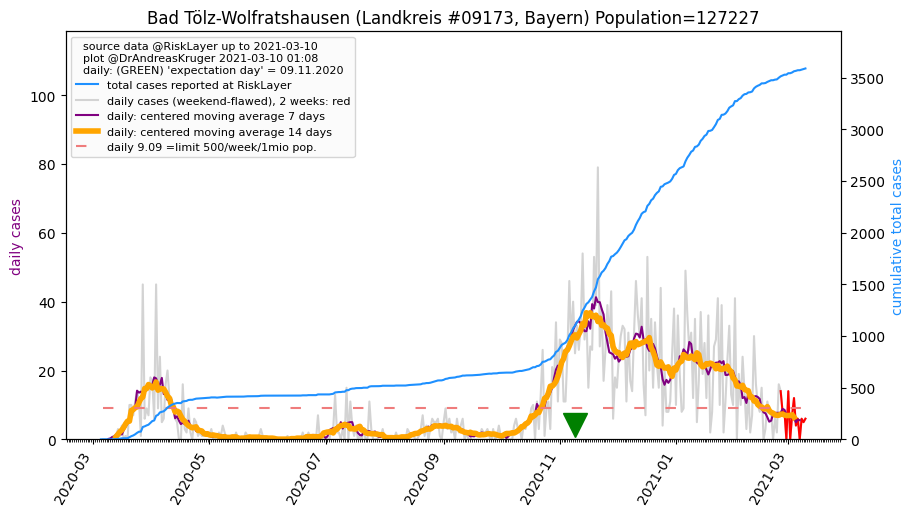 Bad Tölz-Wolfratshausen (Landkreis #09173, Bayern) Population=127227
source data @RiskLayer up to 2021-03-10
plot @DrAndreasKruger 2021-03-10 01:08
daily: (GREEN) 'expectation day' = 09.11.2020
total cases reported at RiskLayer
daily cases (weekend-flawed), 2 weeks: red
daily: centered moving average 7 days
daily: centered moving average 14 days
daily 9.09 =limit 500/week/1mio pop.
daily cases
100
80
60
40
20
0
cumulative total cases
3500
3000
2500
2000
1500
1000
500
0
2020-03
2020-05
2020-07
2020-09
2020-11
2021-01
2021-03